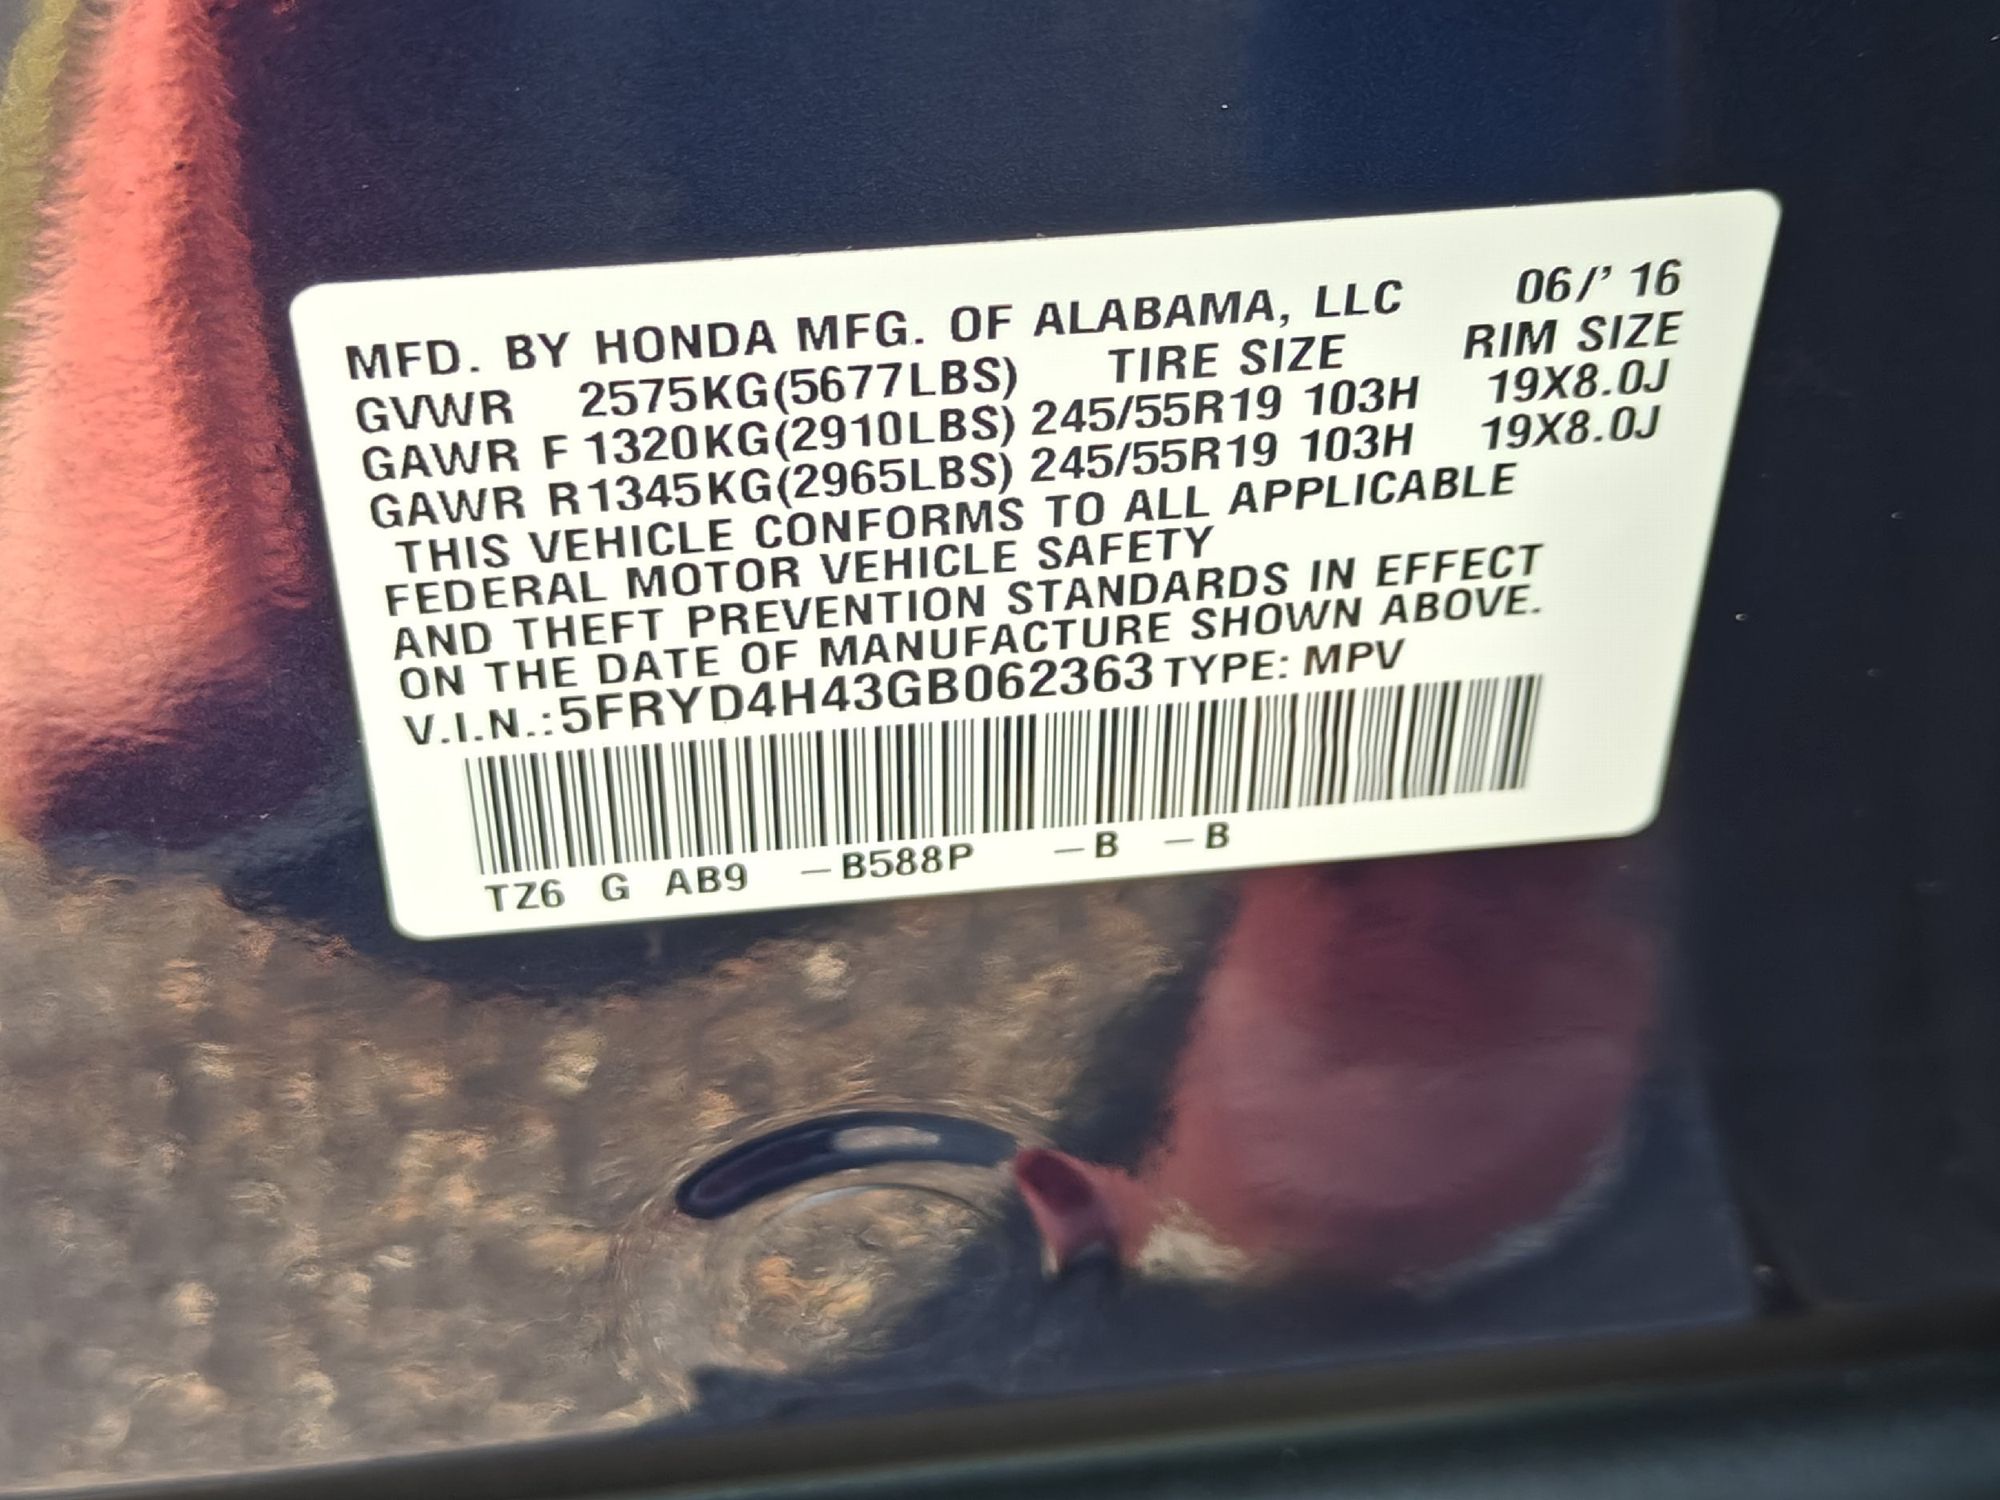 MFD. BY HONDA MFG. OF ALABAMA, LLC 06/' 16
GVWR 2575KG(5677LBS) TIRE SIZE RIM SIZE
GAWR F 1320KG(2910LBS) 245/55R19 103H 19X8.0J
GAWR R 1345KG(2965LBS) 245/55R19 103H 19X8.0J
THIS VEHICLE CONFORMS TO ALL APPLICABLE
FEDERAL MOTOR VEHICLE SAFETY
AND THEFT PREVENTION STANDARDS IN EFFECT
ON THE DATE OF MANUFACTURE SHOWN ABOVE.
V.I.N.:5FRYD4H43GB062363 TYPE: MPV
TZ6 G AB9 –B588P –B –B